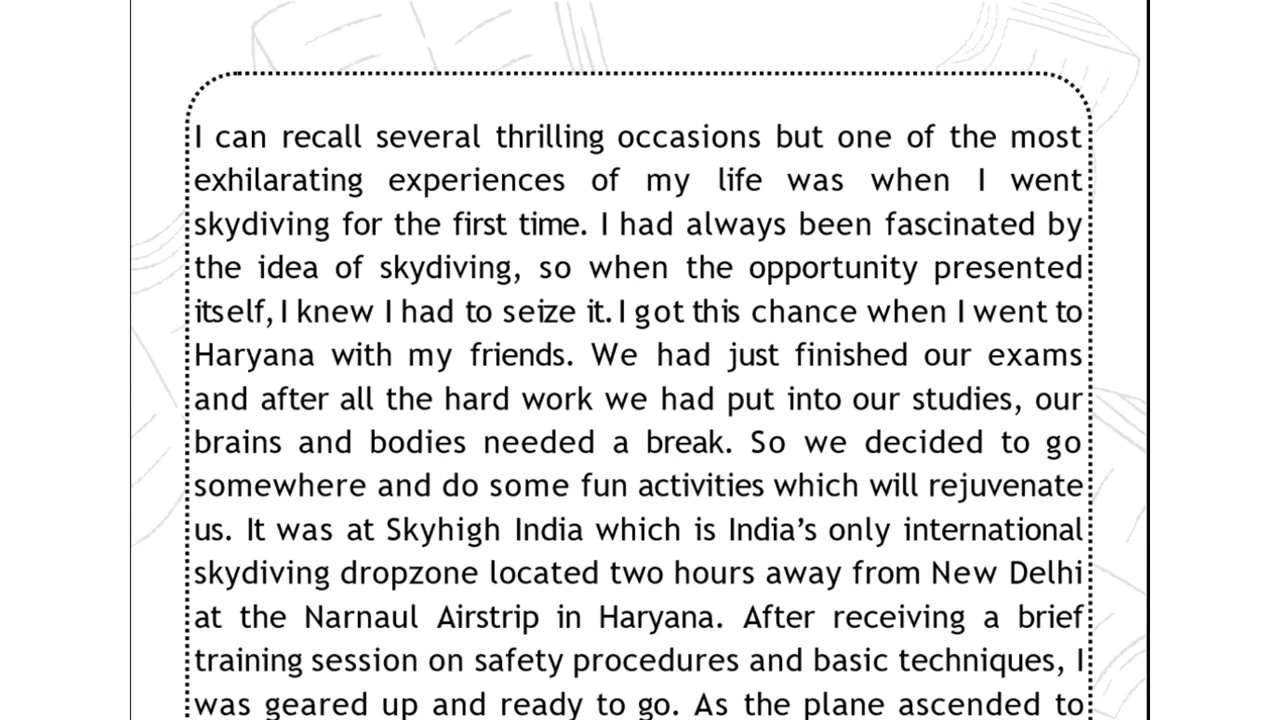 I can recall several thrilling occasions but one of the most
exhilarating experiences of my life was when I went
skydiving for the first time. I had always been fascinated by
the idea of skydiving, so when the opportunity presented
itself, I knew I had to seize it. I got this chance when I went to
Haryana with my friends. We had just finished our exams
and after all the hard work we had put into our studies, our
brains and bodies needed a break. So we decided to go
somewhere and do some fun activities which will rejuvenate
us. It was at Skyhigh India which is India’s only international
skydiving dropzone located two hours away from New Delhi
at the Narnaul Airstrip in Haryana. After receiving a brief
training session on safety procedures and basic techniques, I
was geared up and ready to go. As the plane ascended to